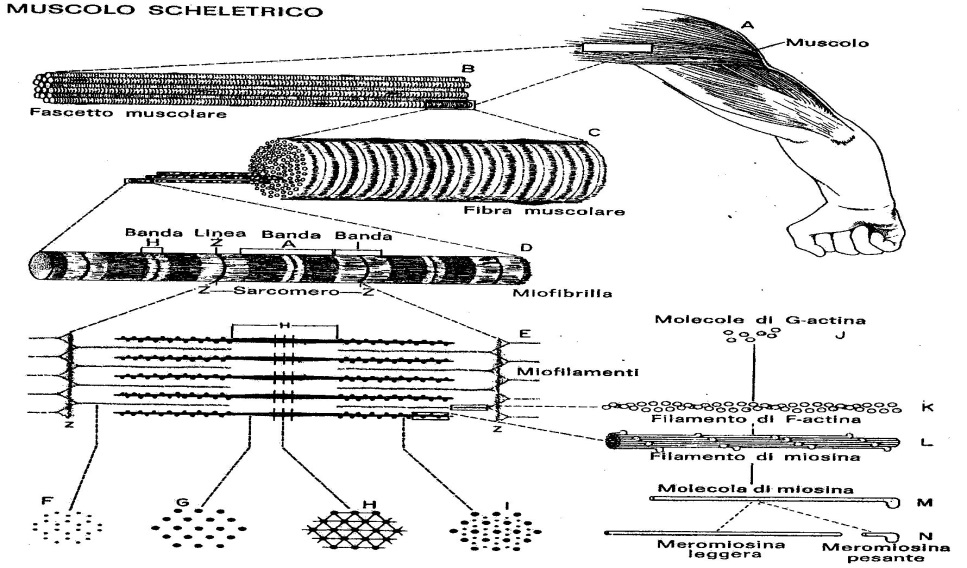 MUSCOLO SCHELETRICO
A
Muscolo
B
Fascetto muscolare
C
Fibra muscolare
Banda Linea Banda Banda
H Z A I
D
Z—Sarcomero—Z
Miofibrilla
H
E
Miofilamenti
Z Z
Molecole di G-actina
J
K
Filamento di F-actina
L
Filamento di miosina
Molecola di miosina
M
N
Meromiosina
leggera
Meromiosina
pesante
F G H I